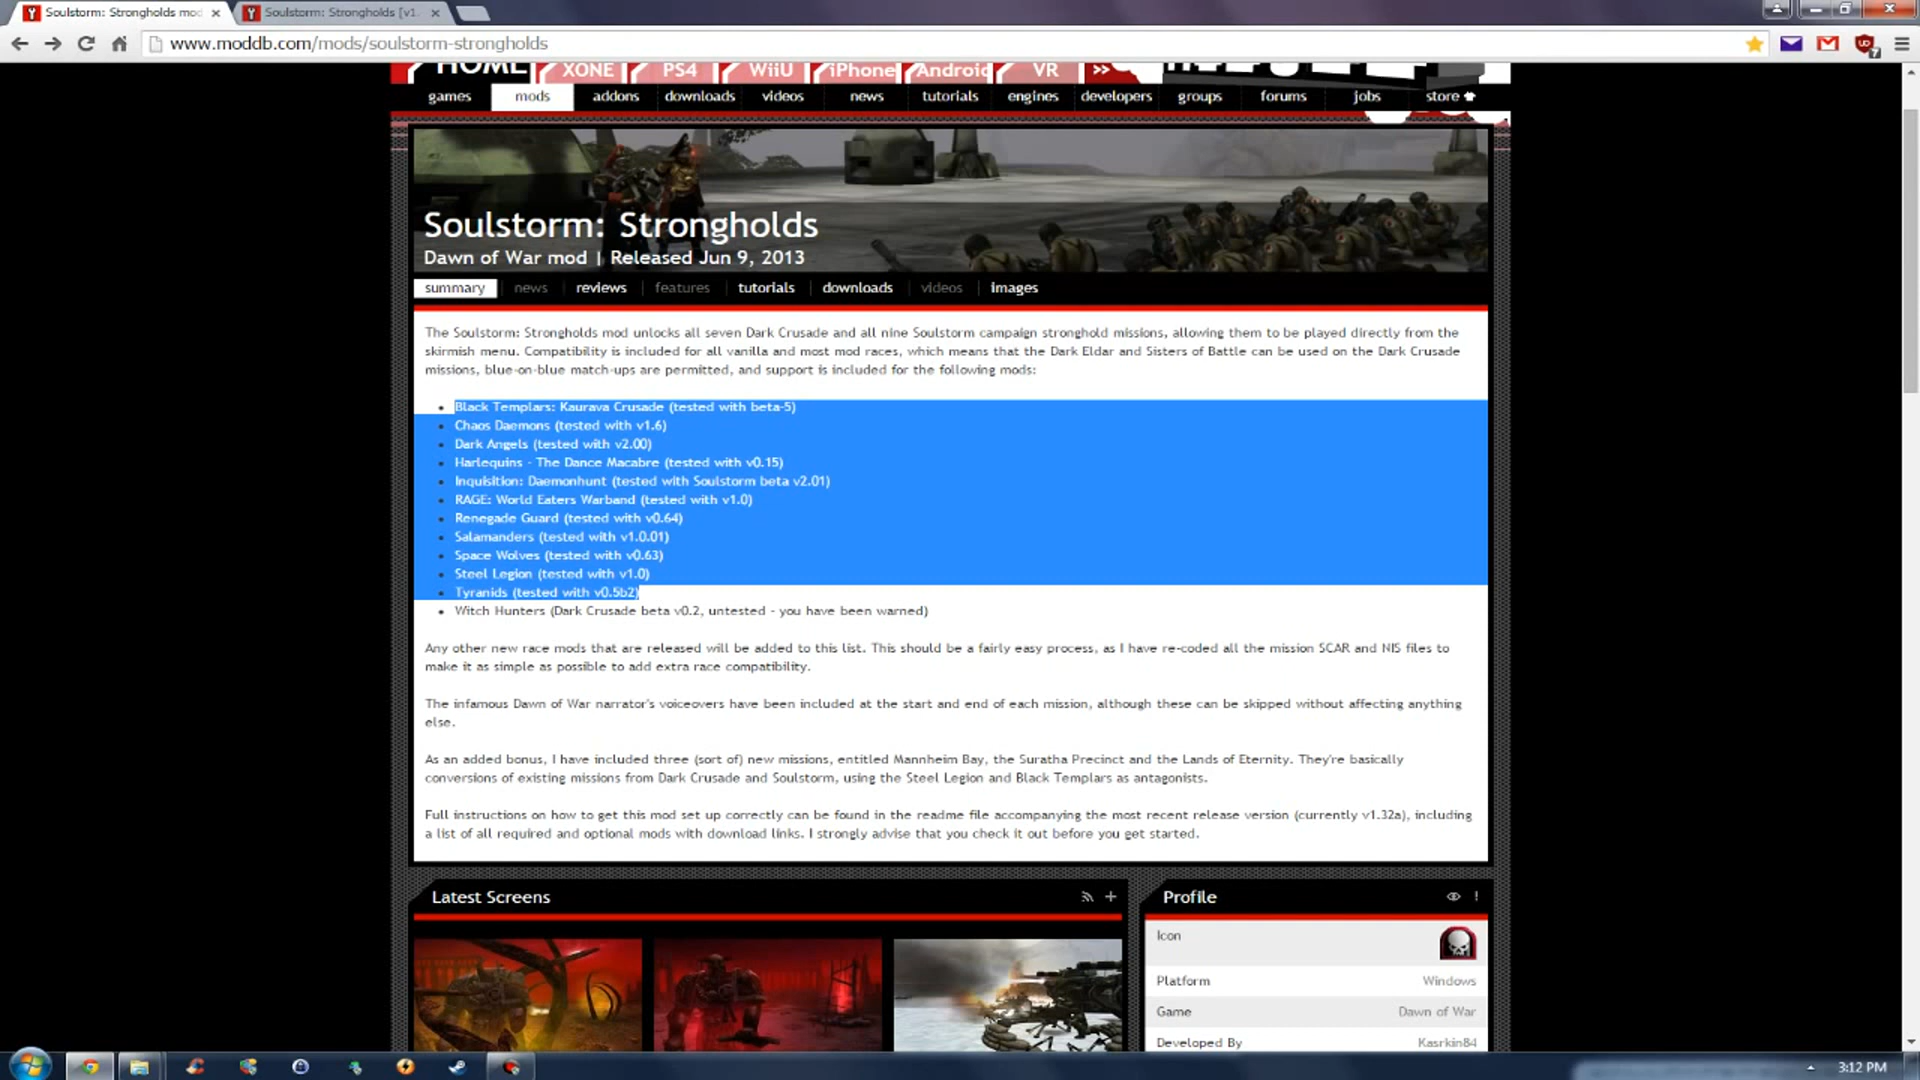 Soulstorm: Strongholds mod
Soulstorm: Strongholds [v1.
www.moddb.com/mods/soulstorm-strongholds
HOME XONE PS4 WiiU iPhone Android VR >>
games mods addons downloads videos news tutorials engines developers groups forums jobs store
Soulstorm: Strongholds
Dawn of War mod | Released Jun 9, 2013
summary news reviews features tutorials downloads videos images
The Soulstorm: Strongholds mod unlocks all seven Dark Crusade and all nine Soulstorm campaign stronghold missions, allowing them to be played directly from the
skirmish menu. Compatibility is included for all vanilla and most mod races, which means that the Dark Eldar and Sisters of Battle can be used on the Dark Crusade
missions, blue-on-blue match-ups are permitted, and support is included for the following mods:
• Black Templars: Kaurava Crusade (tested with beta-5)
• Chaos Daemons (tested with v1.6)
• Dark Angels (tested with v2.00)
• Harlequins - The Dance Macabre (tested with v0.15)
• Inquisition: Daemonhunt (tested with Soulstorm beta v2.01)
• RAGE: World Eaters Warband (tested with v1.0)
• Renegade Guard (tested with v0.64)
• Salamanders (tested with v1.0.01)
• Space Wolves (tested with v0.63)
• Steel Legion (tested with v1.0)
• Tyranids (tested with v0.5b2)
• Witch Hunters (Dark Crusade beta v0.2, untested - you have been warned)
Any other new race mods that are released will be added to this list. This should be a fairly easy process, as I have re-coded all the mission SCAR and NIS files to
make it as simple as possible to add extra race compatibility.
The infamous Dawn of War narrator's voiceovers have been included at the start and end of each mission, although these can be skipped without affecting anything
else.
As an added bonus, I have included three (sort of) new missions, entitled Mannheim Bay, the Suratha Precinct and the Lands of Eternity. They're basically
conversions of existing missions from Dark Crusade and Soulstorm, using the Steel Legion and Black Templars as antagonists.
Full instructions on how to get this mod set up correctly can be found in the readme file accompanying the most recent release version (currently v1.32a), including
a list of all required and optional mods with download links. I strongly advise that you check it out before you get started.
Latest Screens
Profile
Icon
Platform Windows
Game Dawn of War
Developed By Kasrkin84
3:12 PM